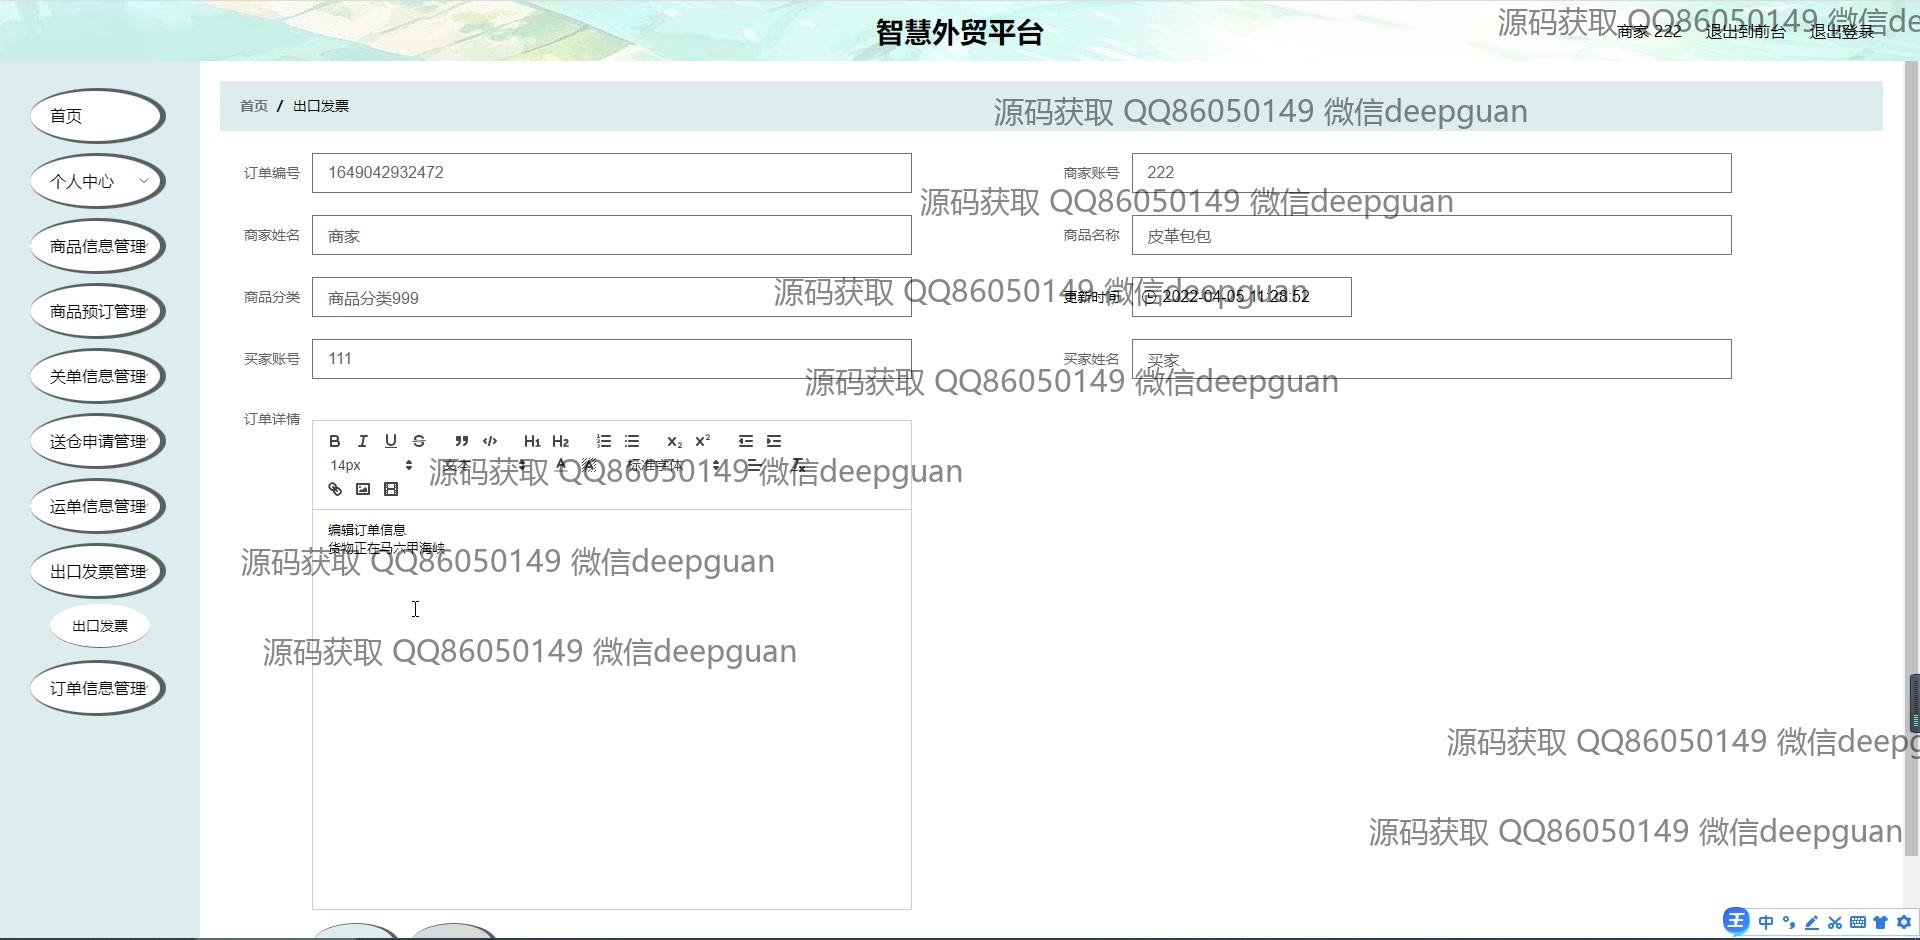 智慧外贸平台
源码获取 QQ86050149 微信de
商家 222 退出到前台 退出登录
首页
个人中心
商品信息管理
商品预订管理
关单信息管理
送仓申请管理
运单信息管理
出口发票管理
出口发票
订单信息管理
首页 / 出口发票
源码获取 QQ86050149 微信deepguan
订单编号 1649042932472
商家账号 222
源码获取 QQ86050149 微信deepguan
商家姓名 商家
商品名称 皮革包包
商品分类 商品分类999
源码获取 QQ86050149 微信deepguan
更新时间 2022-04-05 11:28:52
买家账号 111
买家姓名 买家
源码获取 QQ86050149 微信deepguan
订单详情
B I U S ” </> H1 H2 X2 X2
14px 文本 A A 标准字体 Tx
源码获取 QQ86050149 微信deepguan
编辑订单信息
货物正在马六甲海峡
源码获取 QQ86050149 微信deepguan
源码获取 QQ86050149 微信deepguan
源码获取 QQ86050149 微信deepg
源码获取 QQ86050149 微信deepguan
王 中